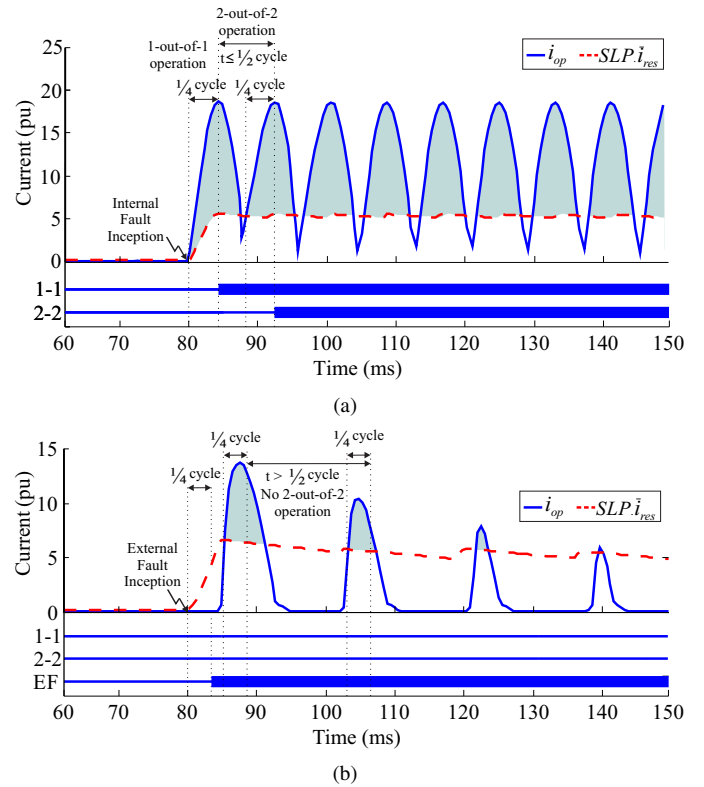 2-out-of-2
operation
1-out-of-1
operation
t ≤ ½ cycle
¼ cycle
¼ cycle
i_op
SLP.ĭ_res
Current (pu)
25
20
15
10
5
0
Internal
Fault
Inception
1-1
2-2
60
70
80
90
100
110
120
130
140
150
Time (ms)
(a)
¼ cycle
¼ cycle
¼ cycle
t > ½ cycle
No 2-out-of-2
operation
i_op
SLP.ĭ_res
Current (pu)
15
10
5
0
External
Fault
Inception
1-1
2-2
EF
60
70
80
90
100
110
120
130
140
150
Time (ms)
(b)